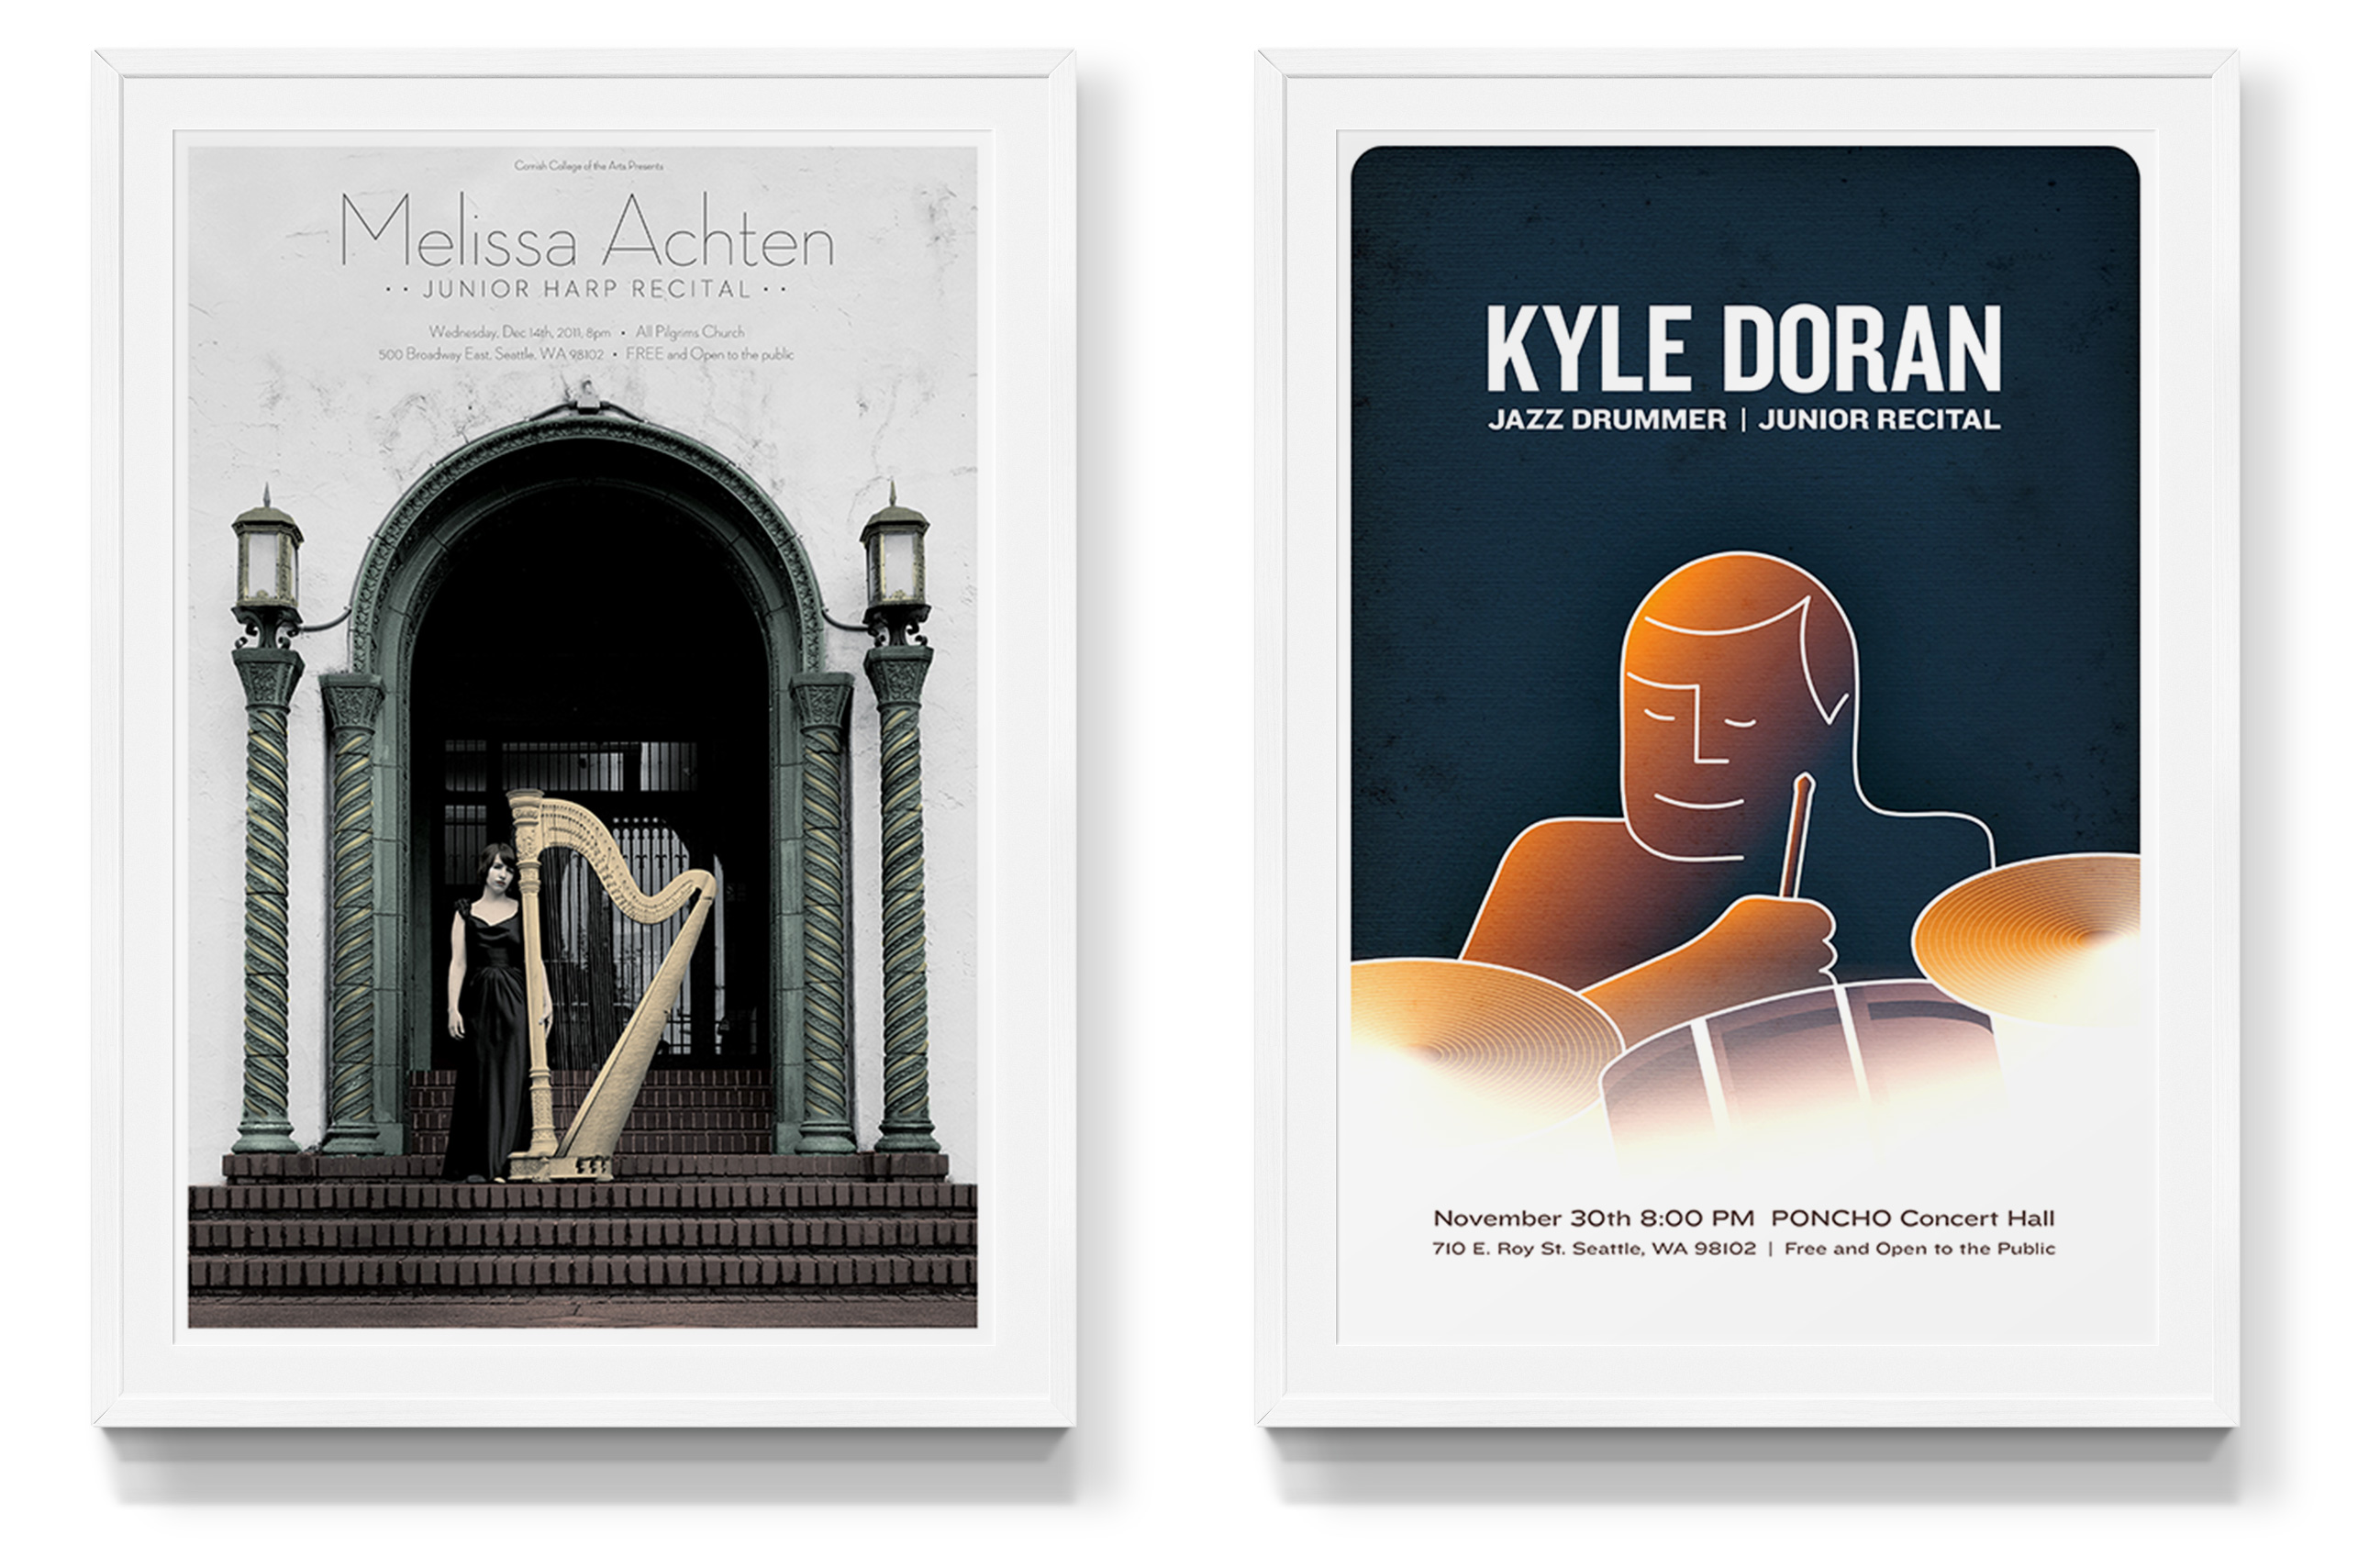 Cornish College of the Arts Presents
Melissa Achten
·· JUNIOR HARP RECITAL ··
Wednesday, Dec 14th, 2011, 8pm • All Pilgrims Church
500 Broadway East, Seattle, WA 98102 • FREE and Open to the public
KYLE DORAN
JAZZ DRUMMER | JUNIOR RECITAL
November 30th 8:00 PM PONCHO Concert Hall
710 E. Roy St. Seattle, WA 98102 | Free and Open to the Public